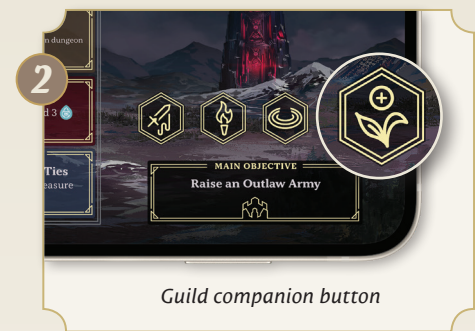 n dungeon
2
d 3
Ties
easure
MAIN OBJECTIVE
Raise an Outlaw Army
Guild companion button